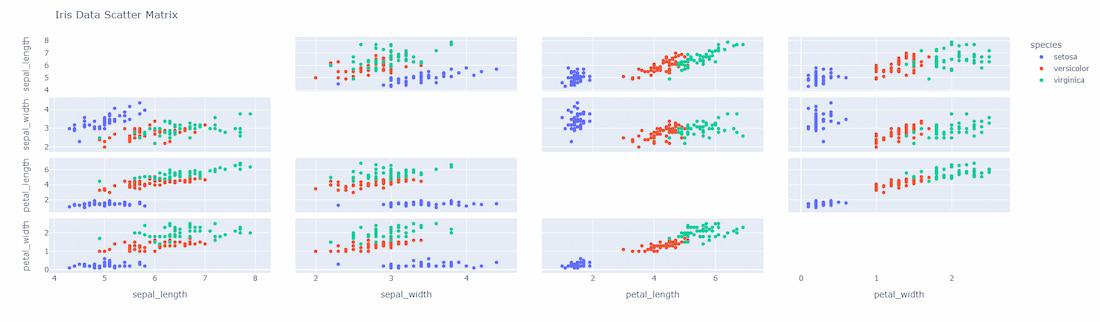 Iris Data Scatter Matrix
species
setosa
versicolor
virginica
sepal_length
8
7
6
5
4
sepal_width
4
3
2
petal_length
6
4
2
petal_width
2
1
0
4 5 6 7 8
2 3 4
2 4 6
0 1 2
sepal_length sepal_width petal_length petal_width